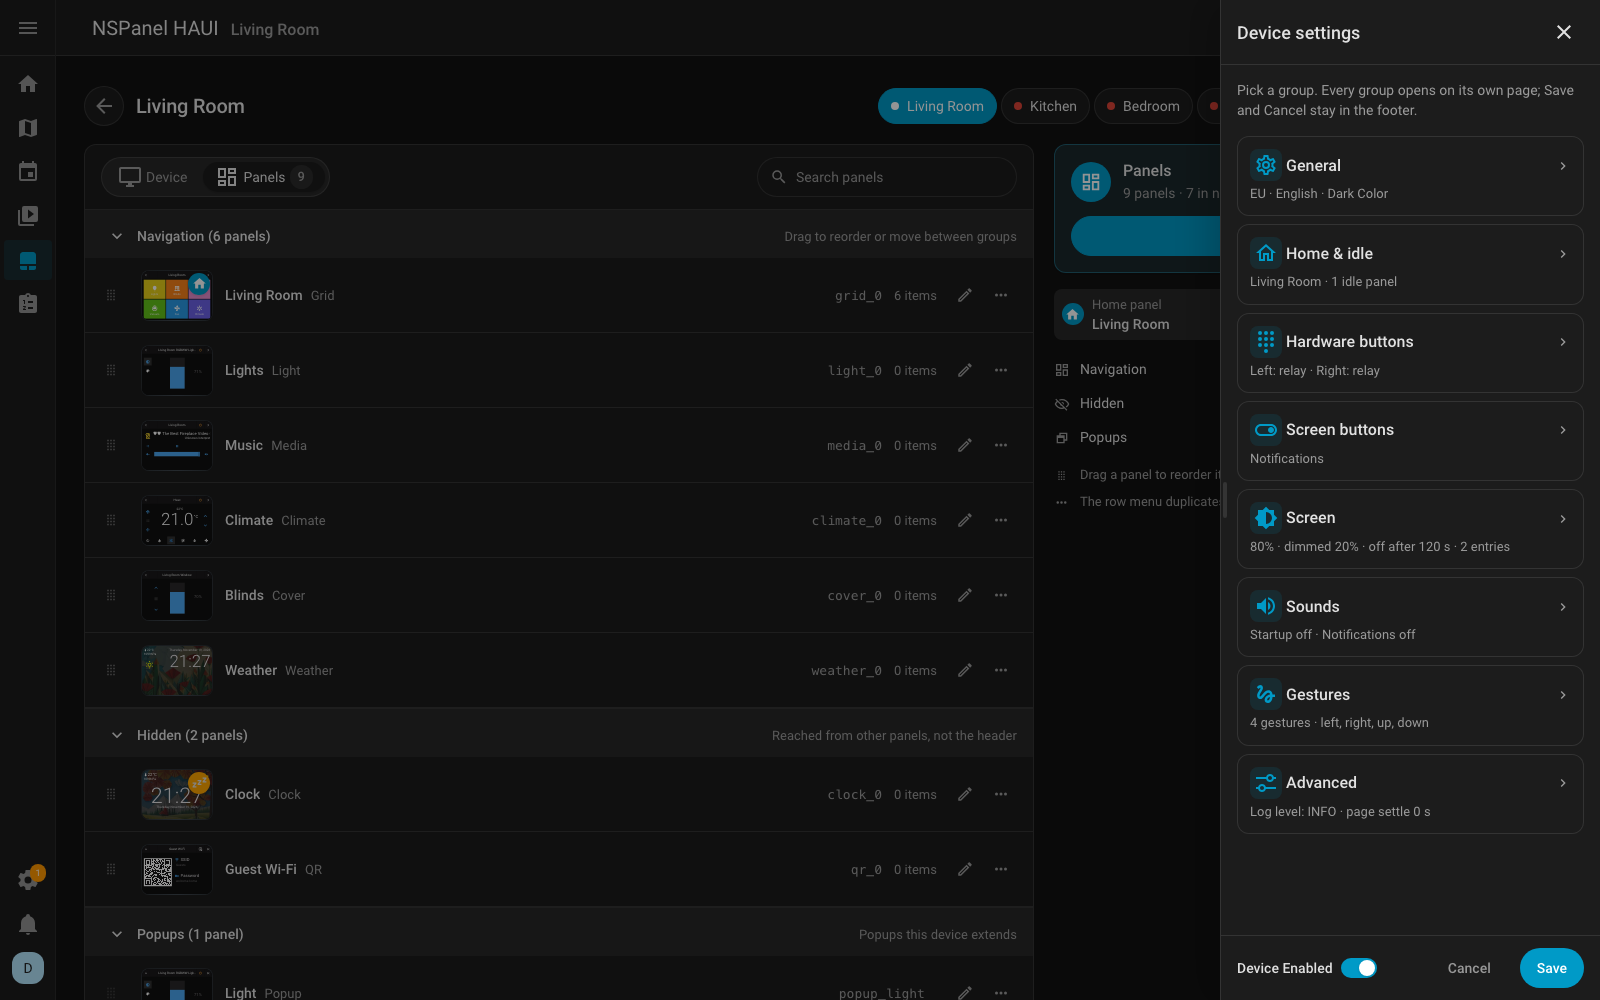 NSPanel HAUI Living Room
Living Room
Living Room
Kitchen
Bedroom
Device
Panels 9
Search panels
Navigation (6 panels)
Drag to reorder or move between groups
Living Room Grid
grid_0 6 items
Lights Light
light_0 0 items
Music Media
media_0 0 items
Climate Climate
climate_0 0 items
21.0
Blinds Cover
cover_0 0 items
Weather Weather
weather_0 0 items
21:27
Hidden (2 panels)
Reached from other panels, not the header
Clock Clock
clock_0 0 items
21:27
Guest Wi-Fi QR
qr_0 0 items
Popups (1 panel)
Popups this device extends
Light Popup
popup_light
Panels
9 panels · 7 in n
Home panel
Living Room
Navigation
Hidden
Popups
Drag a panel to reorder it
The row menu duplicates
1
D
Device settings
Pick a group. Every group opens on its own page; Save
and Cancel stay in the footer.
General
EU · English · Dark Color
Home & idle
Living Room · 1 idle panel
Hardware buttons
Left: relay · Right: relay
Screen buttons
Notifications
Screen
80% · dimmed 20% · off after 120 s · 2 entries
Sounds
Startup off · Notifications off
Gestures
4 gestures · left, right, up, down
Advanced
Log level: INFO · page settle 0 s
Device Enabled
Cancel
Save